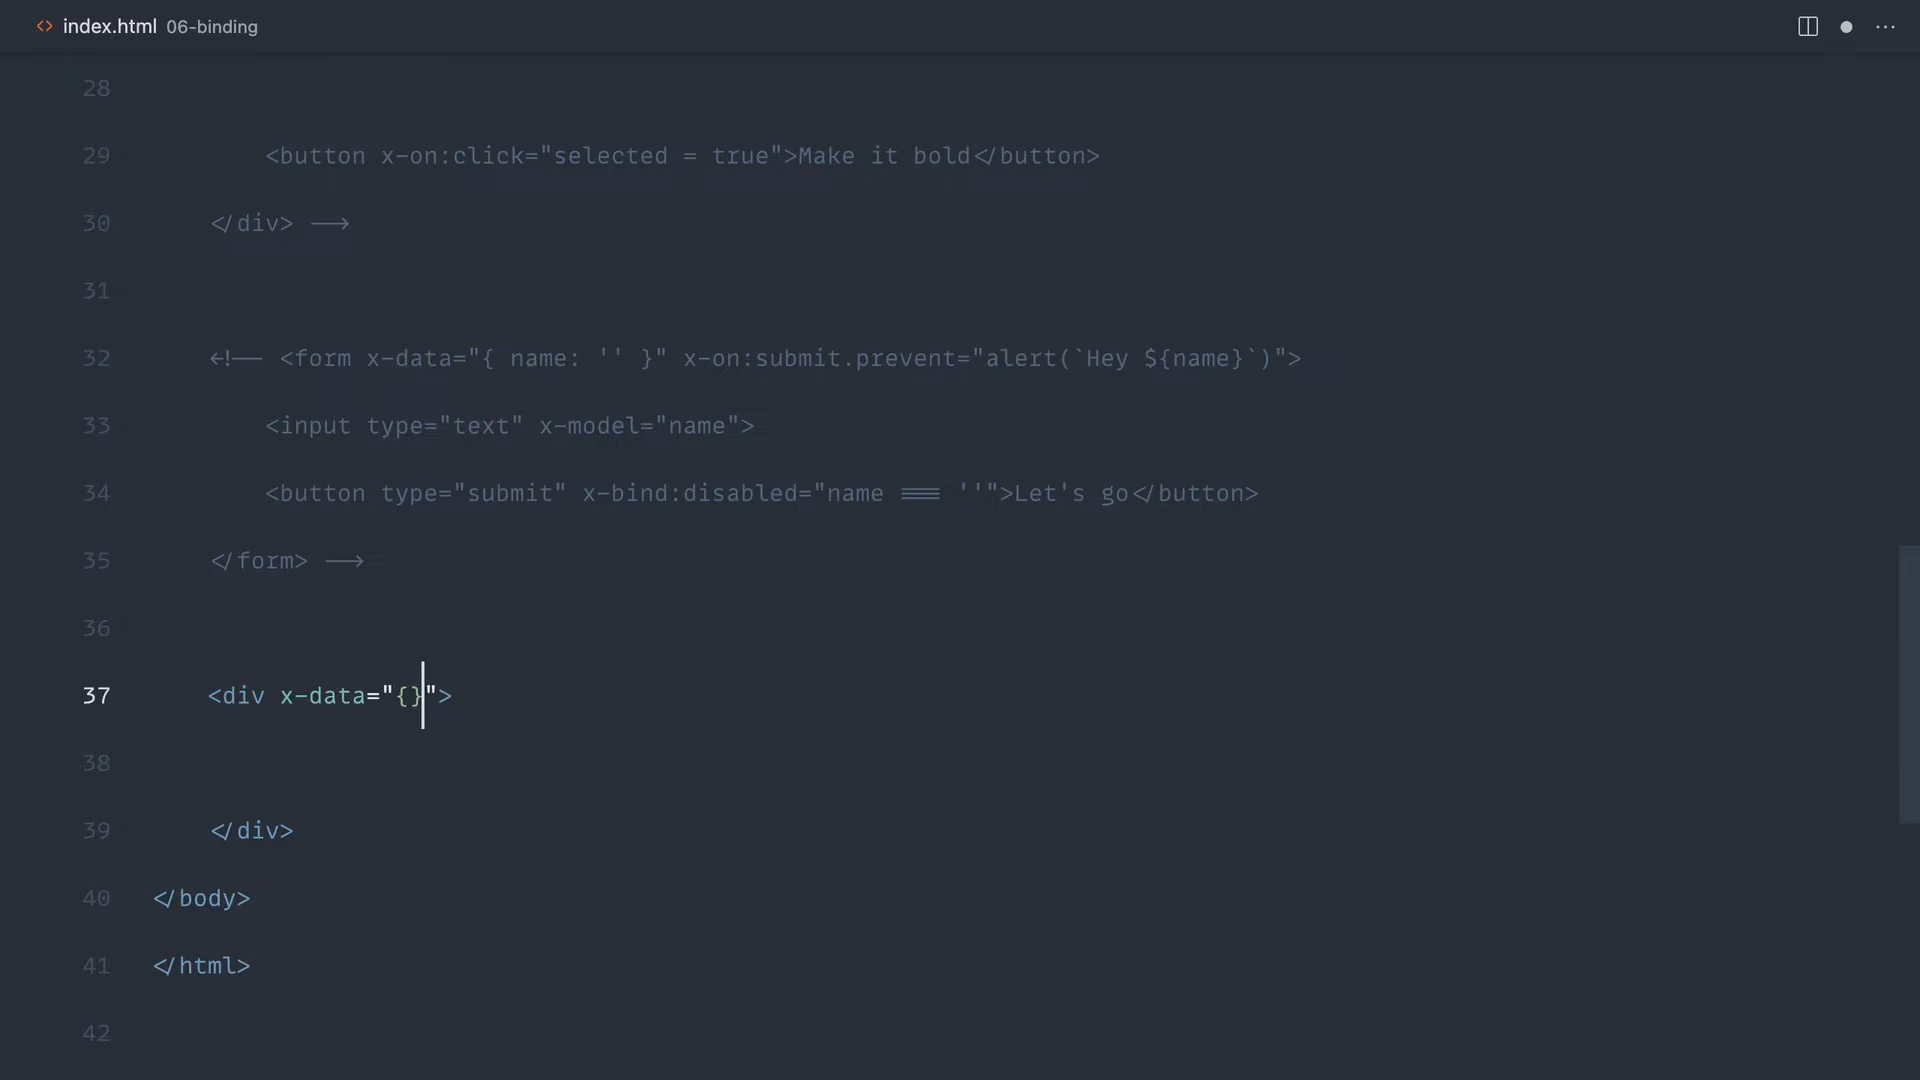 index.html 06-binding
28
29 <button x-on:click="selected = true">Make it bold</button>
30 </div> -->
31
32 <!-- <form x-data="{ name: '' }" x-on:submit.prevent="alert(`Hey ${name}`)">
33 <input type="text" x-model="name">
34 <button type="submit" x-bind:disabled="name === ''">Let's go</button>
35 </form> -->
36
37 <div x-data="{}">
38
39 </div>
40 </body>
41 </html>
42